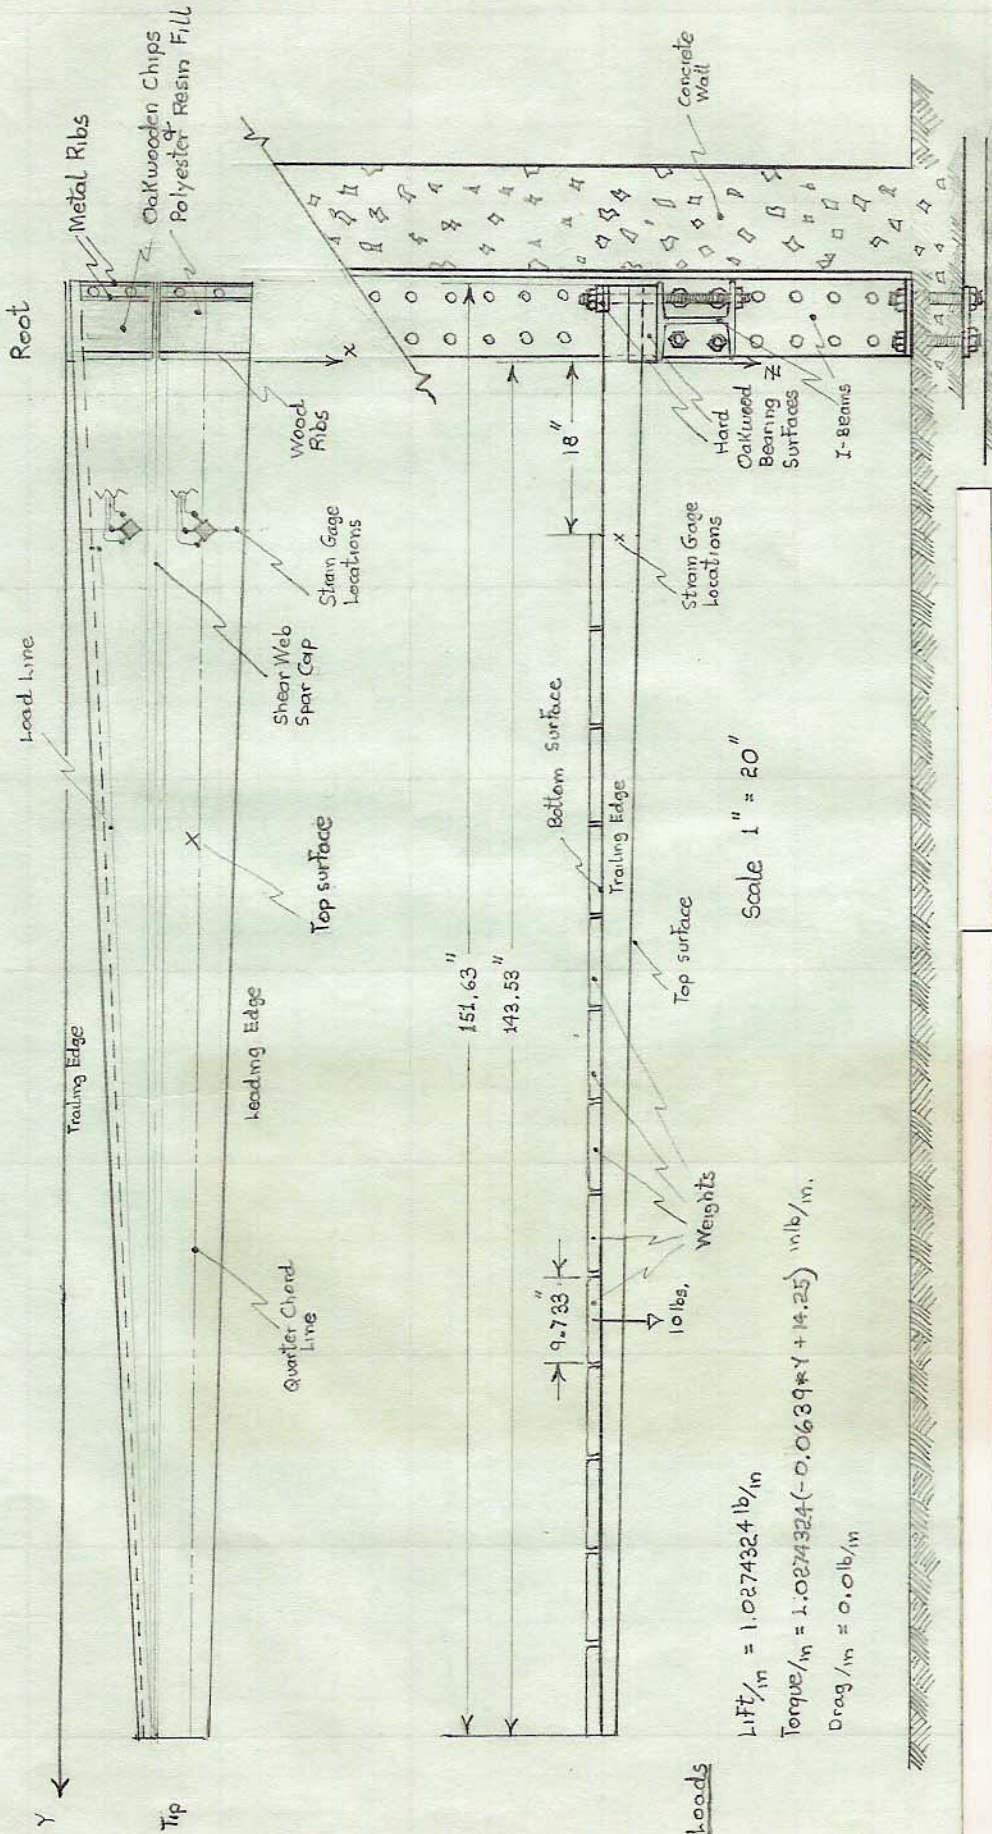 Root
Metal Ribs
Oakwooden Chips
&
Polyester Resin Fill
Load Line
Trailing Edge
Y
Tip
X
Wood
Ribs
Strain Gage
Locations
Shear Web
Spar Cap
X
Top surface
Leading Edge
Quarter Chord
Line
Concrete
Wall
151.63"
143.53"
18"
Z
Hard
Oakwood
Bearing
Surfaces
I-Beams
x
Strain Gage
Locations
Bottom Surface
Trailing Edge
Top surface
9.733"
10 lbs.
Weights
Scale 1" = 20"
Loads
Lift/in = 1.0274324 lb/in
Torque/in = 1.0274324(-0.0639*Y + 14.25) inlb/in.
Drag/in = 0.0 lb/in